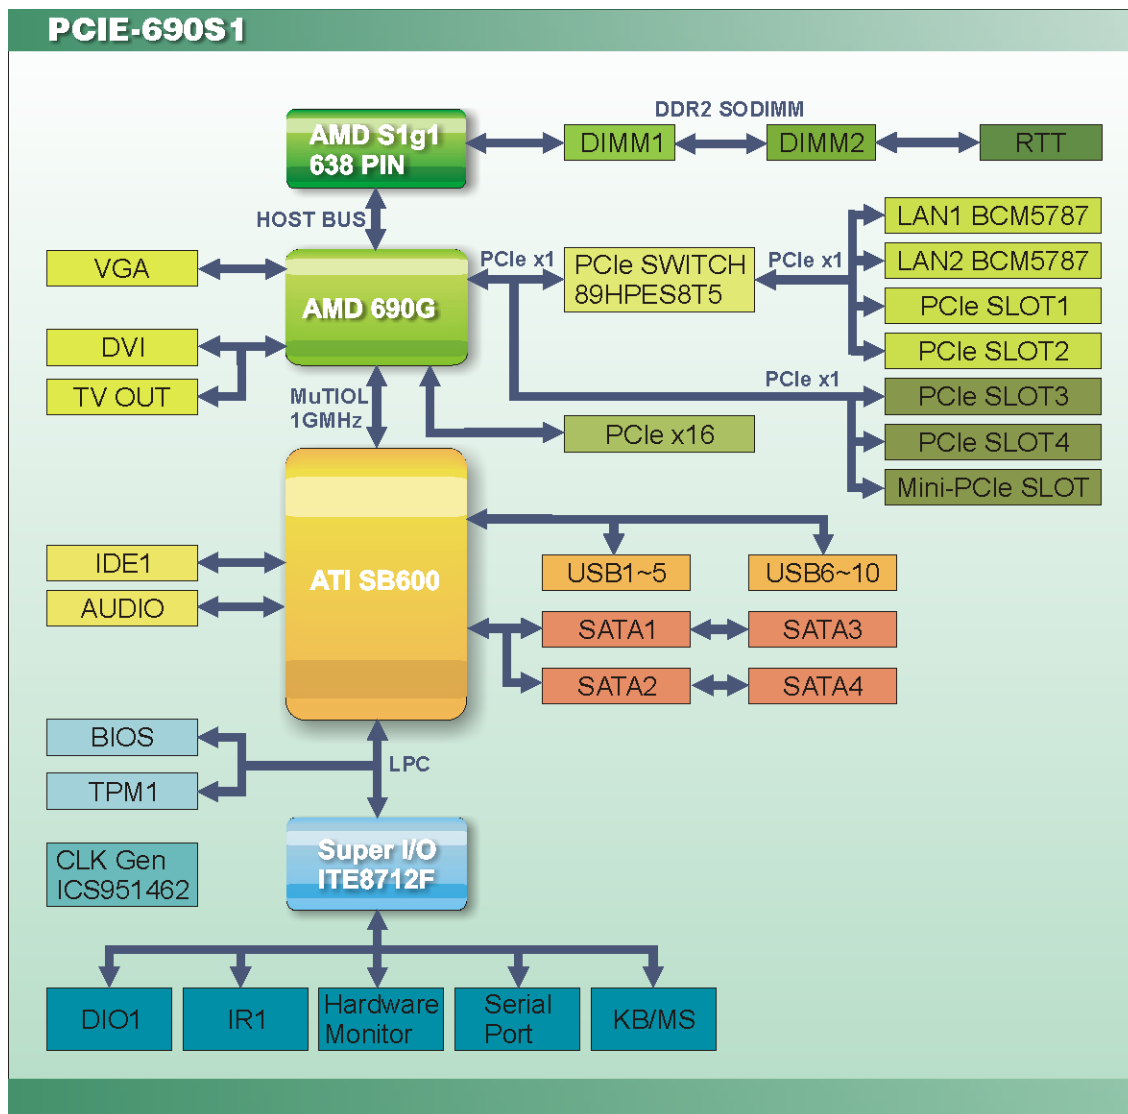 PCIE-690S1
DDR2 SODIMM
AMD S1g1
638 PIN
DIMM1
DIMM2
RTT
HOST BUS
LAN1 BCM5787
VGA
PCIe x1
PCIe SWITCH
89HPES8T5
PCIe x1
LAN2 BCM5787
AMD 690G
PCIe SLOT1
DVI
PCIe SLOT2
TV OUT
MuTIOL
1GMHz
PCIe x1
PCIe SLOT3
PCIe x16
PCIe SLOT4
Mini-PCIe SLOT
IDE1
ATI SB600
USB1~5
USB6~10
AUDIO
SATA1
SATA3
SATA2
SATA4
BIOS
LPC
TPM1
CLK Gen
ICS951462
Super I/O
ITE8712F
DIO1
IR1
Hardware
Monitor
Serial
Port
KB/MS